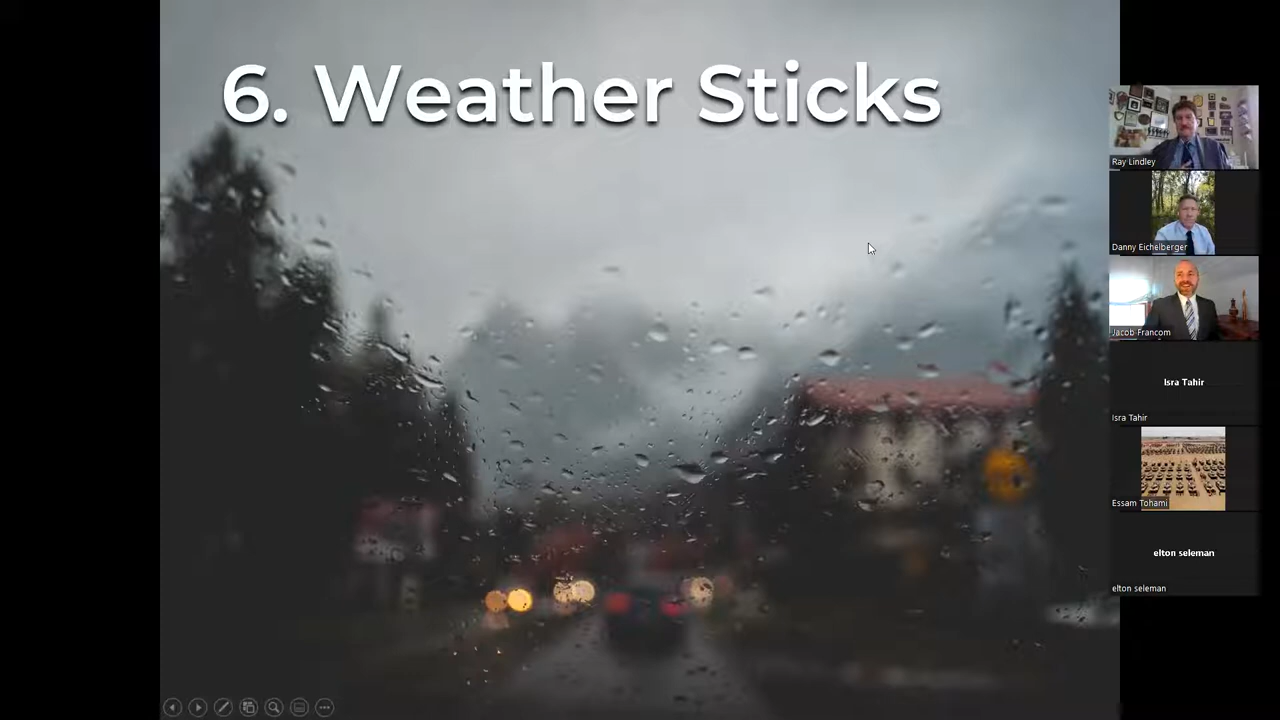 6. Weather Sticks
Ray Lindley
Danny Eichelberger
Jacob Francom
Isra Tahir
Isra Tahir
Essam Tohami
elton seleman
elton seleman